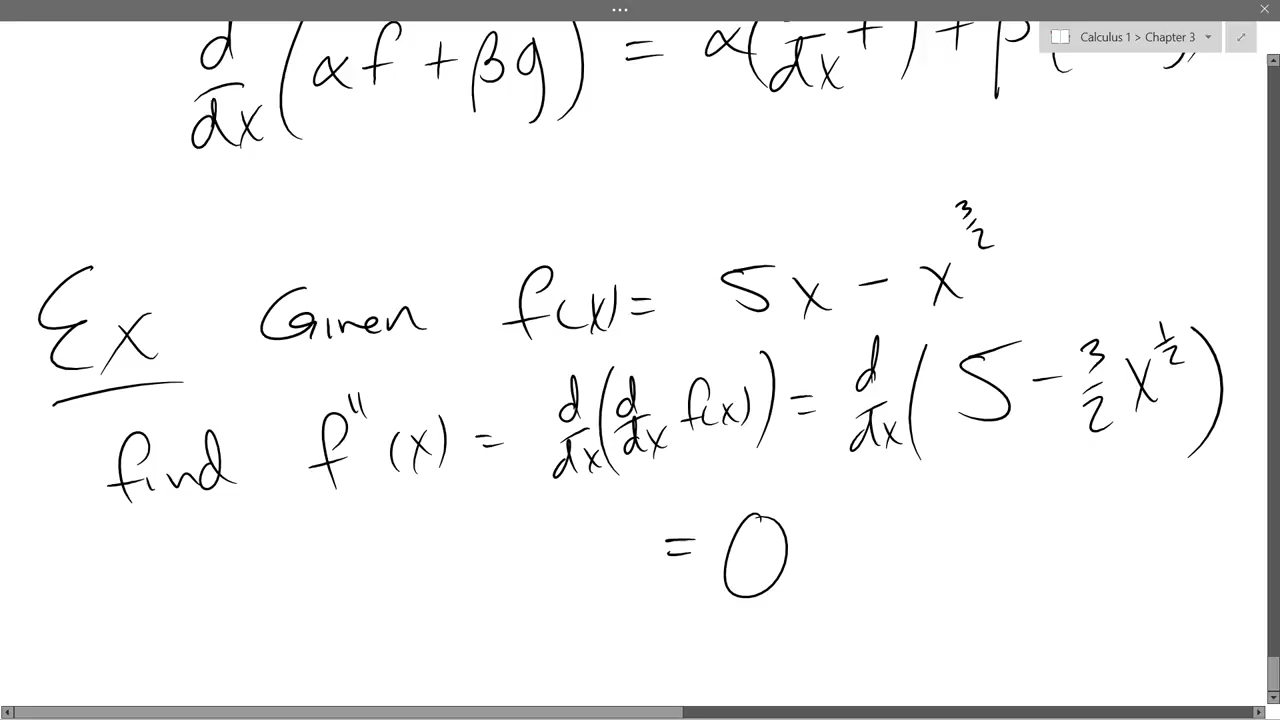 Calculus 1 > Chapter 3
d/dx (αf + βg) = α(d/dx f) + β(
Ex Given f(x) = 5x - x^(3/2)
find f''(x) = d/dx (d/dx f(x)) = d/dx (5 - 3/2 x^(1/2))
= 0